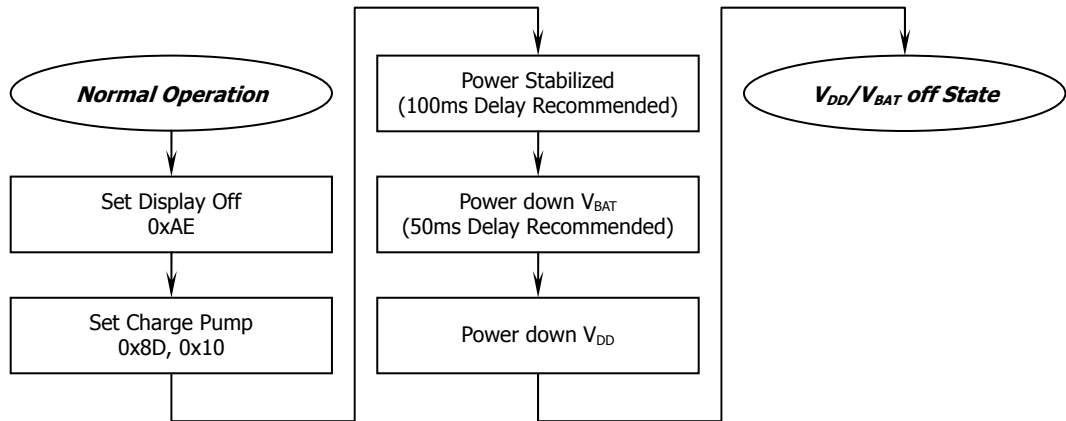 Normal Operation
Set Display Off
0xAE
Set Charge Pump
0x8D, 0x10
Power Stabilized
(100ms Delay Recommended)
Power down VBAT
(50ms Delay Recommended)
Power down VDD
VDD/VBAT off State